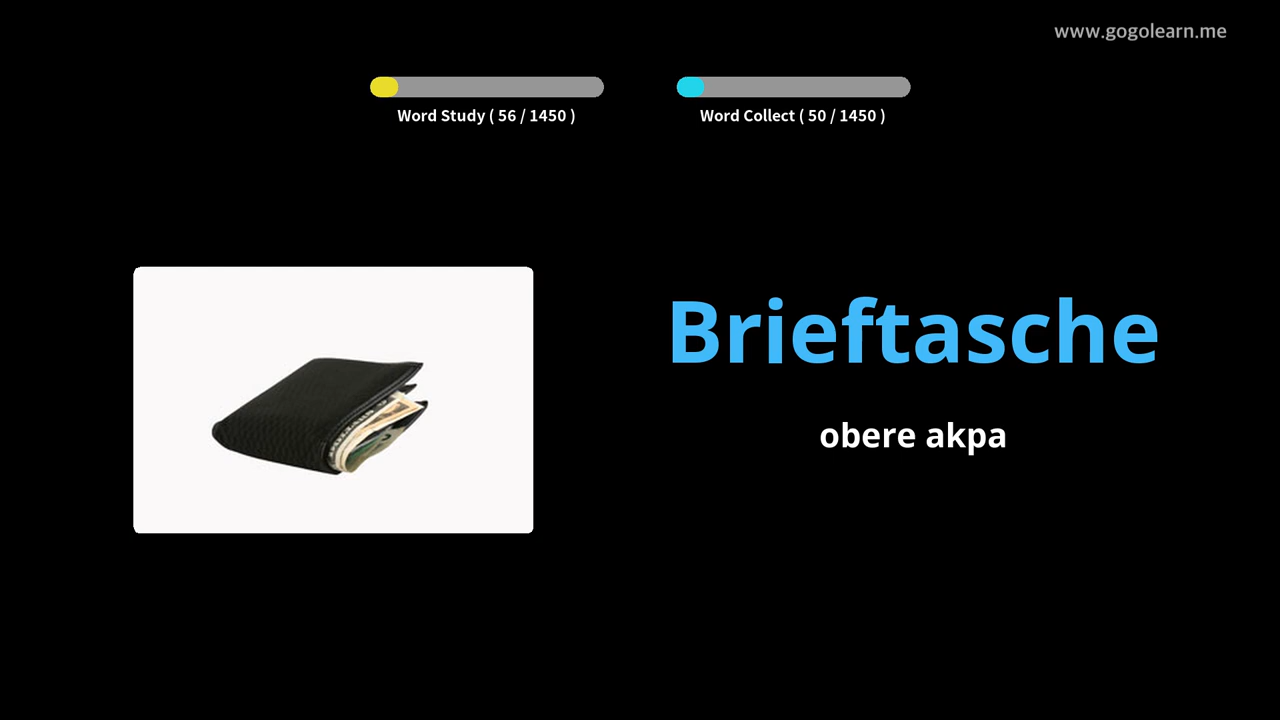 www.gogolearn.me
Word Study ( 56 / 1450 )
Word Collect ( 50 / 1450 )
Brieftasche
obere akpa